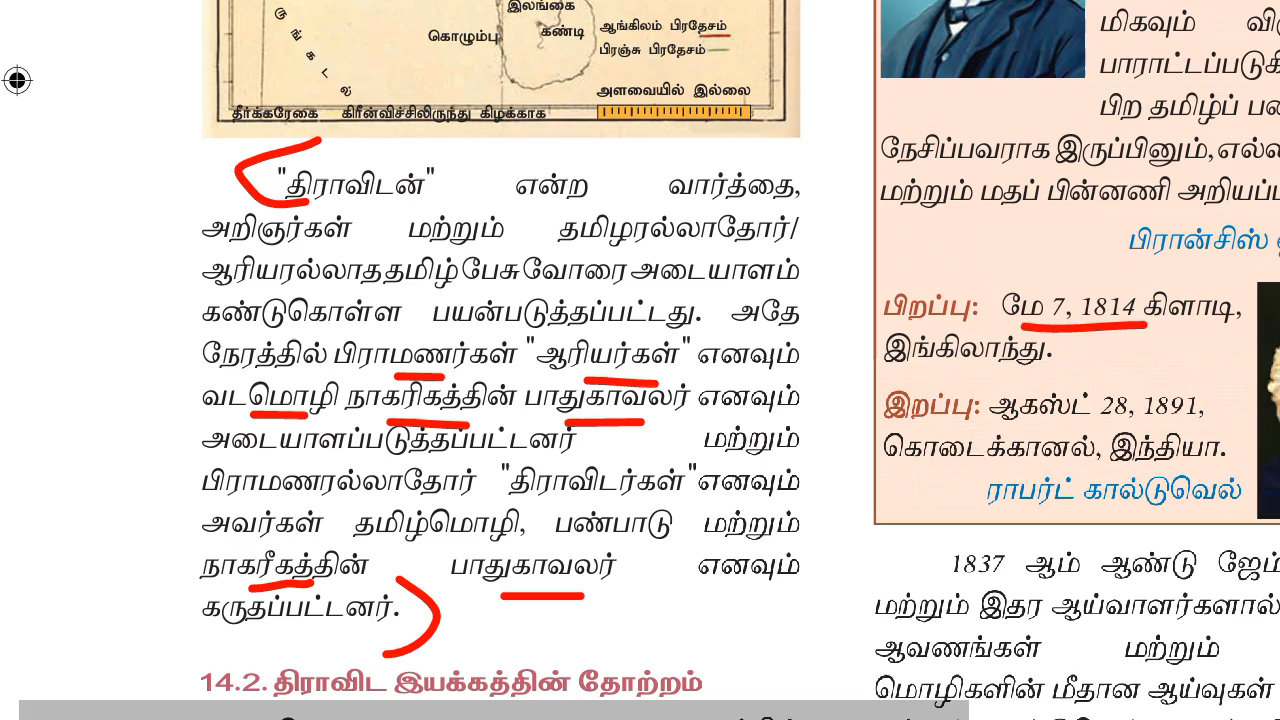 இலங்கை
கொழும்பு
கண்டி
ஆங்கிலம் பிரதேசம்
பிரஞ்சு பிரதேசம்
அளவையில் இல்லை
தீர்க்கரேகை கிரீன்விச்சிலிருந்து கிழக்காக
"திராவிடன்" என்ற வார்த்தை,
அறிஞர்கள் மற்றும் தமிழரல்லாதோர்/
ஆரியரல்லாத தமிழ் பேசுவோரை அடையாளம்
கண்டுகொள்ள பயன்படுத்தப்பட்டது. அதே
நேரத்தில் பிராமணர்கள் "ஆரியர்கள்" எனவும்
வடமொழி நாகரிகத்தின் பாதுகாவலர் எனவும்
அடையாளப்படுத்தப்பட்டனர் மற்றும்
பிராமணரல்லாதோர் "திராவிடர்கள்" எனவும்
அவர்கள் தமிழ்மொழி, பண்பாடு மற்றும்
நாகரீகத்தின் பாதுகாவலர் எனவும்
கருதப்பட்டனர்.
14.2. திராவிட இயக்கத்தின் தோற்றம்
மிகவும்
பாராட்டப்படுகி
பிற தமிழ்ப்
நேசிப்பவராக இருப்பினும், எல்
மற்றும் மதப் பின்னணி அறியப்ப
பிரான்சிஸ்
பிறப்பு: மே 7, 1814 கிளாடி,
இங்கிலாந்து.
இறப்பு: ஆகஸ்ட் 28, 1891,
கொடைக்கானல், இந்தியா.
ராபர்ட் கால்டுவெல்
1837 ஆம் ஆண்டு ஜேம்
மற்றும் இதர ஆய்வாளர்களால்
ஆவணங்கள் மற்றும்
மொழிகளின் மீதான ஆய்வுகள்